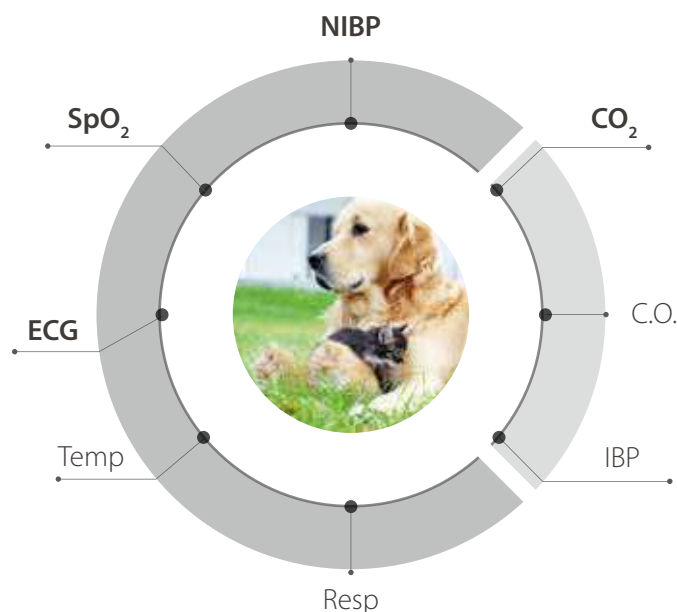 NIBP
SpO₂
CO₂
ECG
C.O.
Temp
IBP
Resp